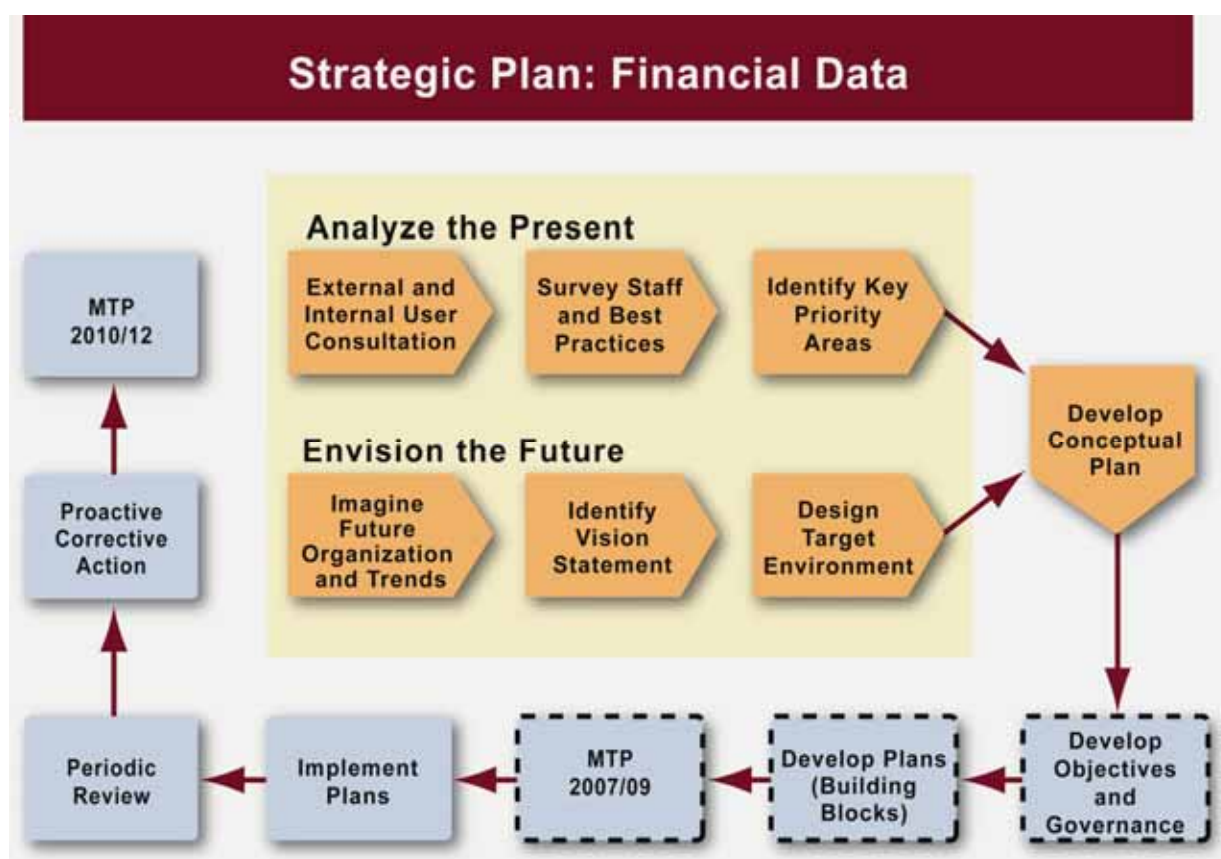 Strategic Plan: Financial Data
Analyze the Present
External and
Internal User
Consultation
Survey Staff
and Best
Practices
Identify Key
Priority
Areas
Envision the Future
Imagine
Future
Organization
and Trends
Identify
Vision
Statement
Design
Target
Environment
Develop
Conceptual
Plan
Develop
Objectives
and
Governance
Develop Plans
(Building
Blocks)
MTP
2007/09
Implement
Plans
Periodic
Review
Proactive
Corrective
Action
MTP
2010/12